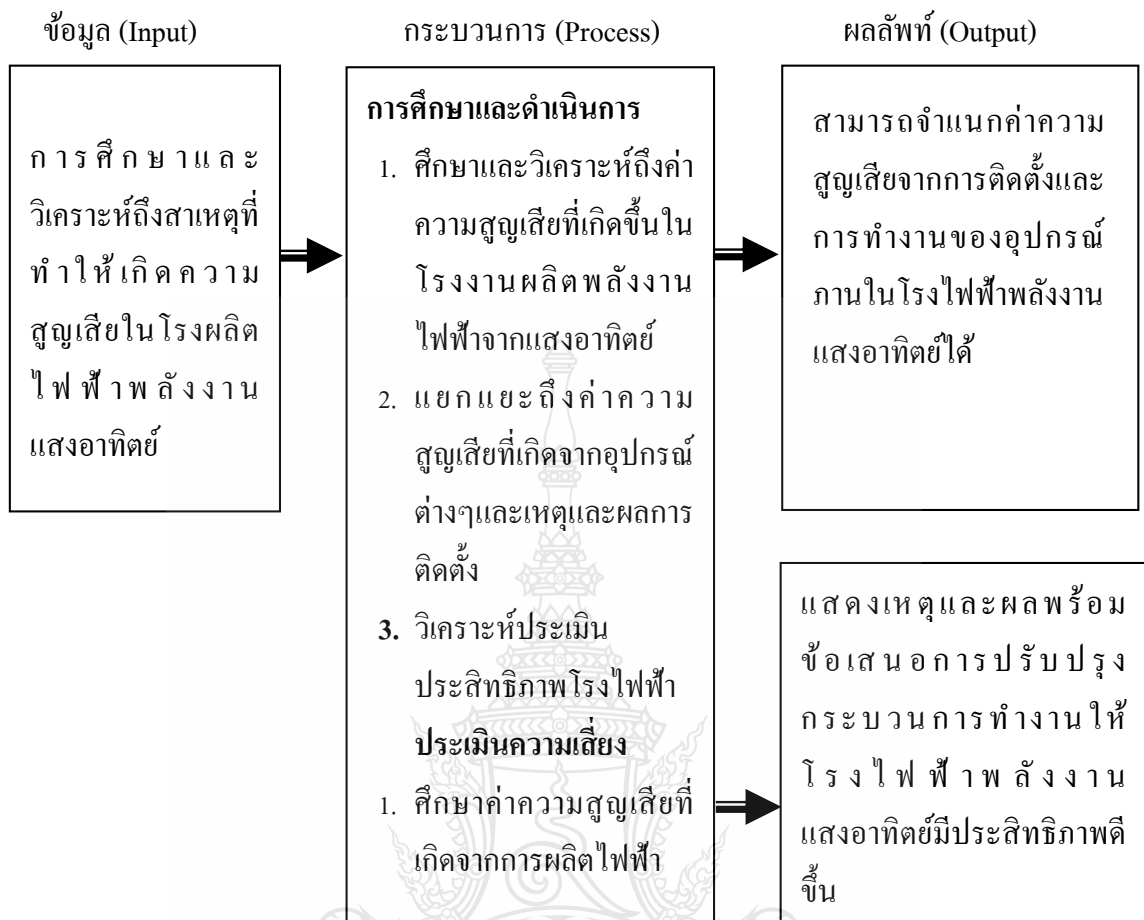 ข้อมูล (Input)
กระบวนการ (Process)
ผลลัพท์ (Output)
การศึกษาและ
วิเคราะห์ถึงสาเหตุที่
ทำให้เกิดความ
สูญเสียในโรงผลิต
ไฟฟ้าพลังงาน
แสงอาทิตย์
การศึกษาและดำเนินการ
1. ศึกษาและวิเคราะห์ถึงค่า
ความสูญเสียที่เกิดขึ้นใน
โรงงานผลิตพลังงาน
ไฟฟ้าจากแสงอาทิตย์
2. แยกแยะถึงค่าความ
สูญเสียที่เกิดจากอุปกรณ์
ต่างๆและเหตุและผลการ
ติดตั้ง
3. วิเคราะห์ประเมิน
ประสิทธิภาพโรงไฟฟ้า
ประเมินความเสี่ยง
1. ศึกษาค่าความสูญเสียที่
เกิดจากการผลิตไฟฟ้า
สามารถจำแนกค่าความ
สูญเสียจากการติดตั้งและ
การทำงานของอุปกรณ์
ภานในโรงไฟฟ้าพลังงาน
แสงอาทิตย์ได้
แสดงเหตุและผลพร้อม
ข้อเสนอการปรับปรุง
กระบวนการทำงานให้
โรงไฟฟ้าพลังงาน
แสงอาทิตย์มีประสิทธิภาพดี
ขึ้น